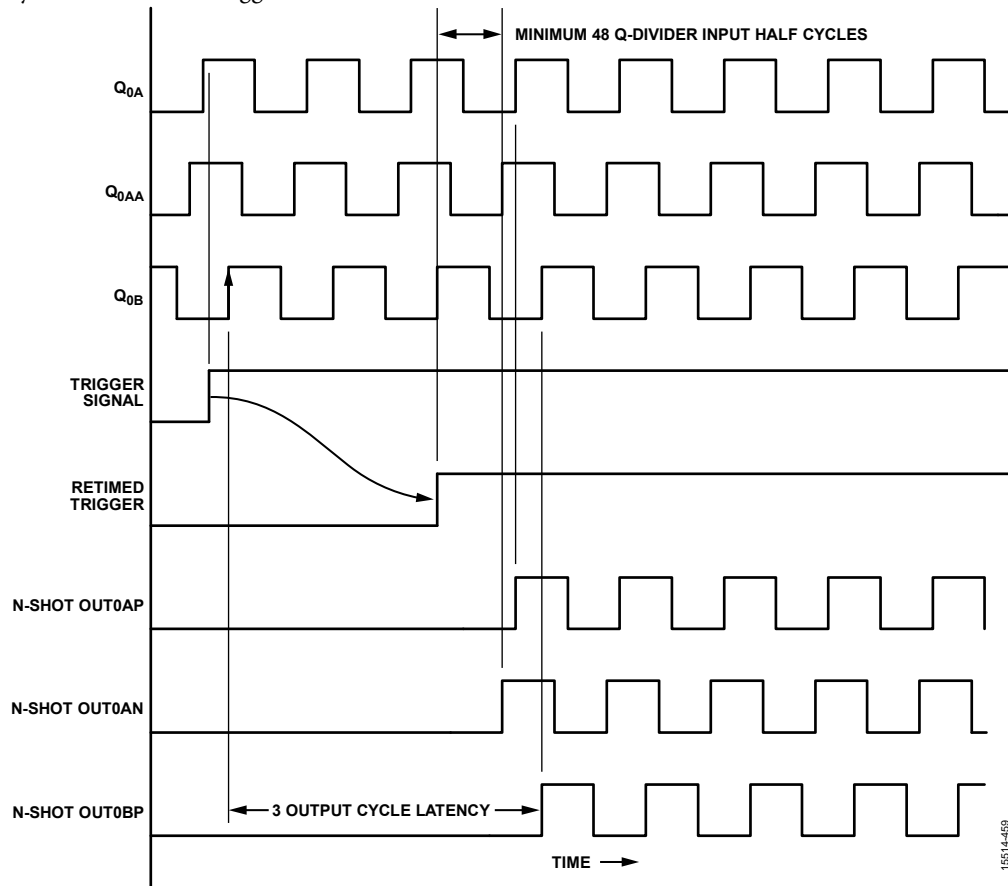 MINIMUM 48 Q-DIVIDER INPUT HALF CYCLES
Q0A
Q0AA
Q0B
TRIGGER
SIGNAL
RETIMED
TRIGGER
N-SHOT OUT0AP
N-SHOT OUT0AN
N-SHOT OUT0BP
3 OUTPUT CYCLE LATENCY
TIME
15514-459